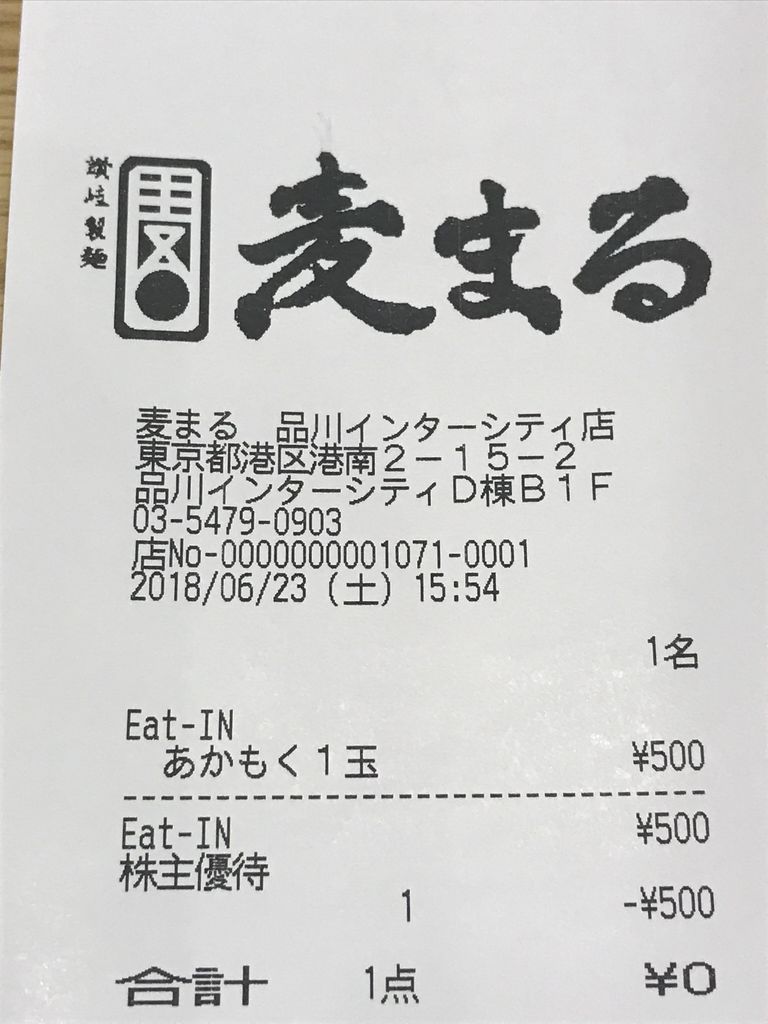 讃岐製麺
麦まる
麦まる　品川インターシティ店
東京都港区港南２－１５－２
品川インターシティＤ棟Ｂ１Ｆ
03-5479-0903
店No-0000000001071-0001
2018/06/23（土）15:54
1名
Eat-IN
あかもく１玉 ¥500
Eat-IN ¥500
株主優待
1 -¥500
合計 1点 ¥0